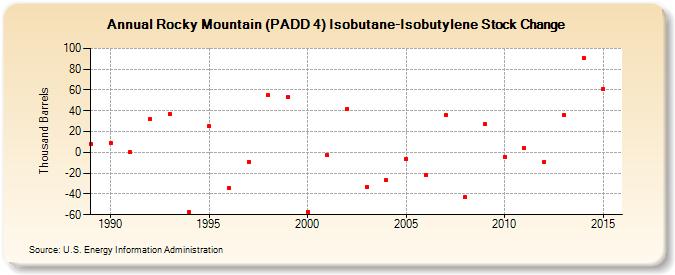 Annual Rocky Mountain (PADD 4) Isobutane-Isobutylene Stock Change
Thousand Barrels
100
80
60
40
20
0
-20
-40
-60
1990 1995 2000 2005 2010 2015
Source: U.S. Energy Information Administration